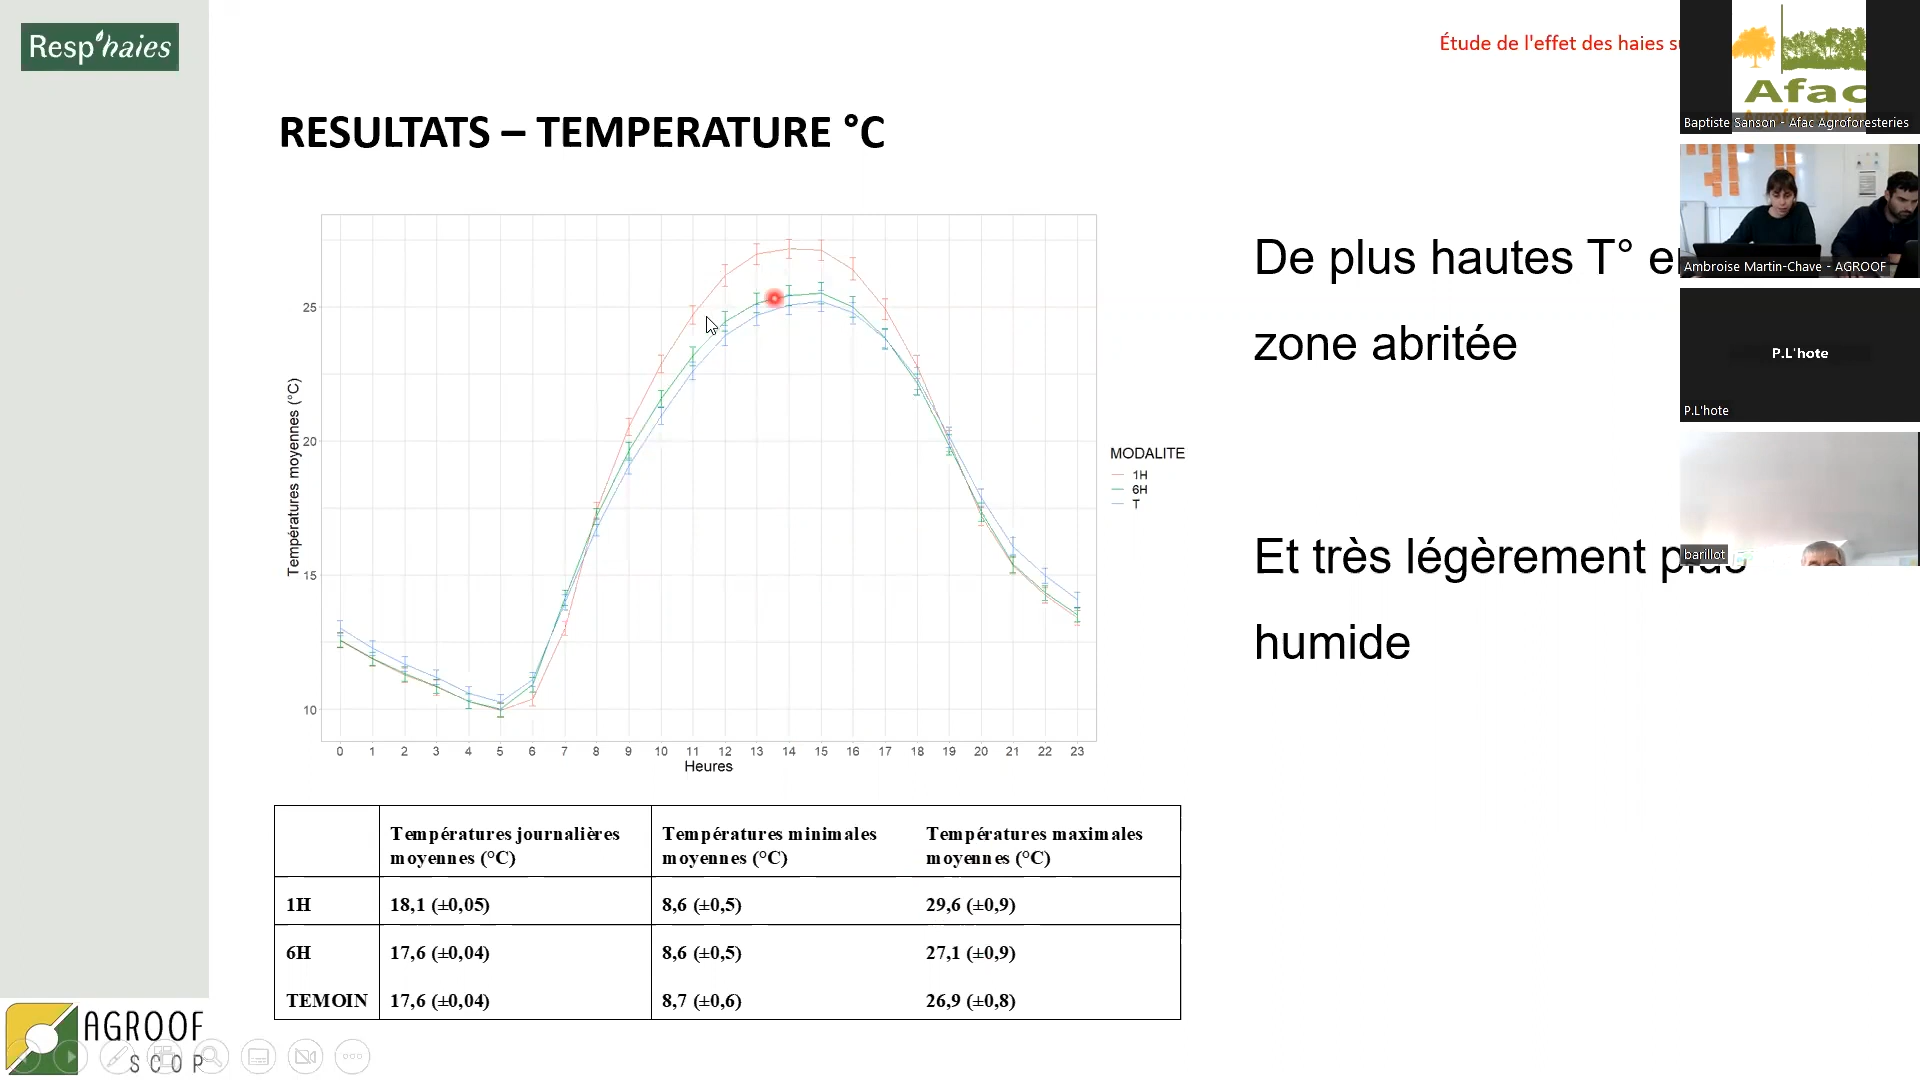 Resp'haies
Étude de l'effet des haies
RESULTATS – TEMPERATURE °C
Températures moyennes (°C)
25
20
15
10
0 1 2 3 4 5 6 7 8 9 10 11 12 13 14 15 16 17 18 19 20 21 22 23
Heures
MODALITE
1H
6H
T
De plus hautes T°
zone abritée
Et très légèrement plus
humide
Températures journalières moyennes (°C)
Températures minimales moyennes (°C)
Températures maximales moyennes (°C)
1H 18,1 (±0,05) 8,6 (±0,5) 29,6 (±0,9)
6H 17,6 (±0,04) 8,6 (±0,5) 27,1 (±0,9)
TEMOIN 17,6 (±0,04) 8,7 (±0,6) 26,9 (±0,8)
AGROOF
SCOP
Afac
Baptiste Sanson - Afac Agroforesteries
Ambroise Martin-Chave - AGROOF
P.L'hote
P.L'hote
barillot